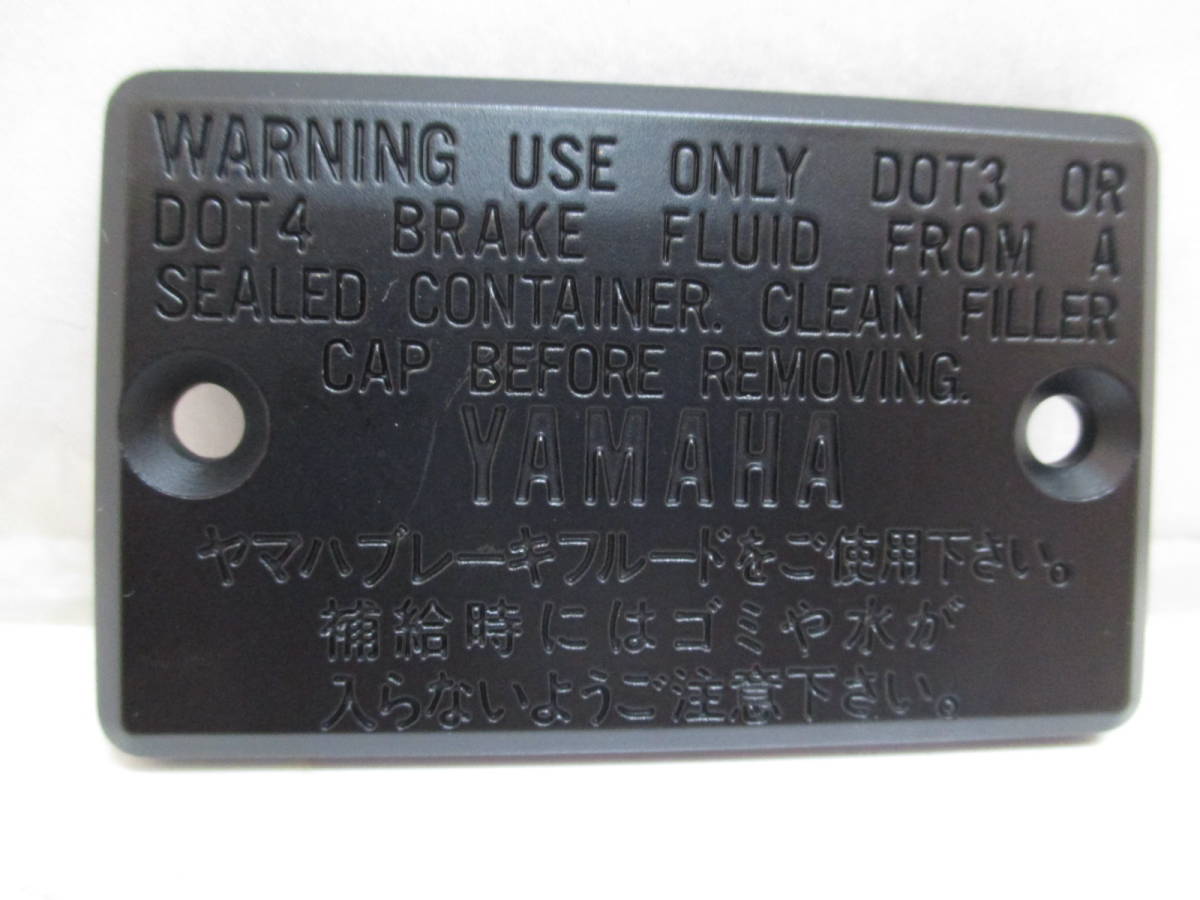 WARNING USE ONLY DOT3 OR
DOT4 BRAKE FLUID FROM A
SEALED CONTAINER. CLEAN FILLER
CAP BEFORE REMOVING.
YAMAHA
ヤマハブレーキフルードをご使用下さい。
補給時にはゴミや水が
入らないようご注意下さい。